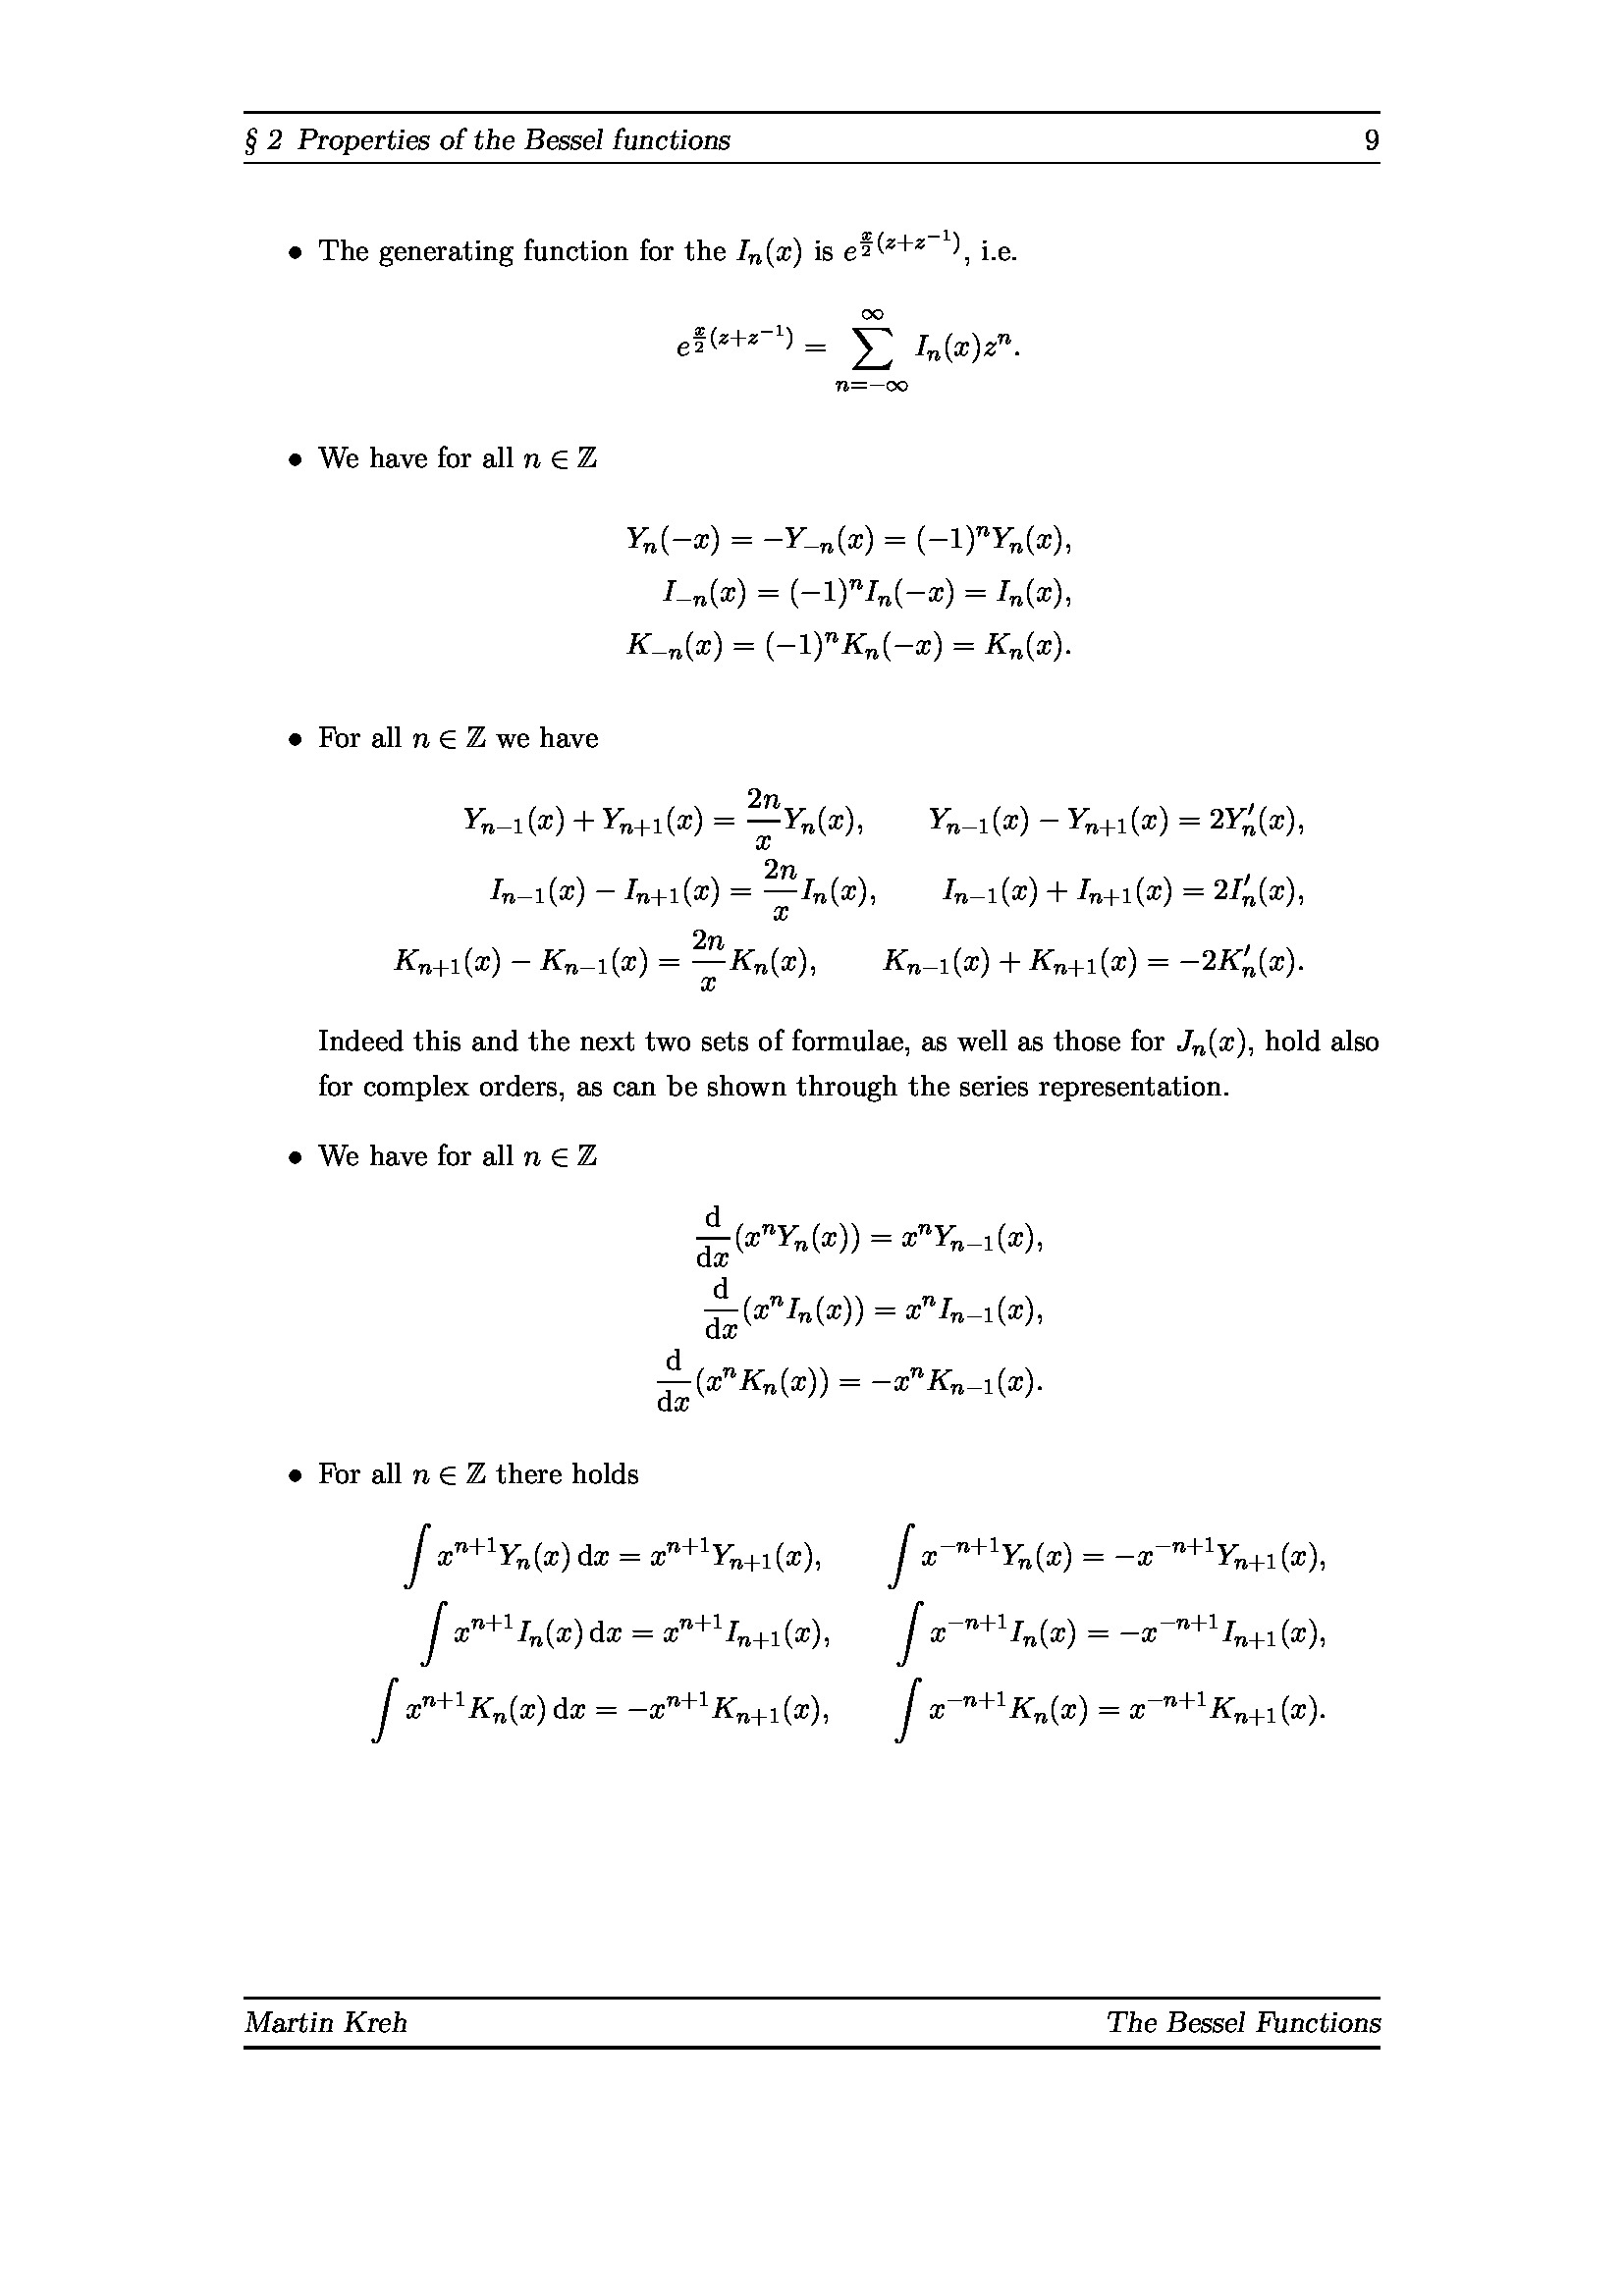 § 2 Properties of the Bessel functions 9
• The generating function for the $I_n(x)$ is $e^{\frac{x}{2}(z+z^{-1})}$, i.e.
$e^{\frac{x}{2}(z+z^{-1})} = \sum_{n=-\infty}^{\infty} I_n(x)z^n.$
• We have for all $n \in \mathbb{Z}$
$Y_n(-x) = -Y_{-n}(x) = (-1)^n Y_n(x),$
$I_{-n}(x) = (-1)^n I_n(-x) = I_n(x),$
$K_{-n}(x) = (-1)^n K_n(-x) = K_n(x).$
• For all $n \in \mathbb{Z}$ we have
$Y_{n-1}(x) + Y_{n+1}(x) = \frac{2n}{x}Y_n(x), \quad Y_{n-1}(x) - Y_{n+1}(x) = 2Y_n'(x),$
$I_{n-1}(x) - I_{n+1}(x) = \frac{2n}{x}I_n(x), \quad I_{n-1}(x) + I_{n+1}(x) = 2I_n'(x),$
$K_{n+1}(x) - K_{n-1}(x) = \frac{2n}{x}K_n(x), \quad K_{n-1}(x) + K_{n+1}(x) = -2K_n'(x).$
Indeed this and the next two sets of formulae, as well as those for $J_n(x)$, hold also
for complex orders, as can be shown through the series representation.
• We have for all $n \in \mathbb{Z}$
$\frac{\mathrm{d}}{\mathrm{d}x}(x^n Y_n(x)) = x^n Y_{n-1}(x),$
$\frac{\mathrm{d}}{\mathrm{d}x}(x^n I_n(x)) = x^n I_{n-1}(x),$
$\frac{\mathrm{d}}{\mathrm{d}x}(x^n K_n(x)) = -x^n K_{n-1}(x).$
• For all $n \in \mathbb{Z}$ there holds
$\int x^{n+1}Y_n(x)\,\mathrm{d}x = x^{n+1}Y_{n+1}(x), \quad \int x^{-n+1}Y_n(x) = -x^{-n+1}Y_{n+1}(x),$
$\int x^{n+1}I_n(x)\,\mathrm{d}x = x^{n+1}I_{n+1}(x), \quad \int x^{-n+1}I_n(x) = -x^{-n+1}I_{n+1}(x),$
$\int x^{n+1}K_n(x)\,\mathrm{d}x = -x^{n+1}K_{n+1}(x), \quad \int x^{-n+1}K_n(x) = x^{-n+1}K_{n+1}(x).$
Martin Kreh The Bessel Functions